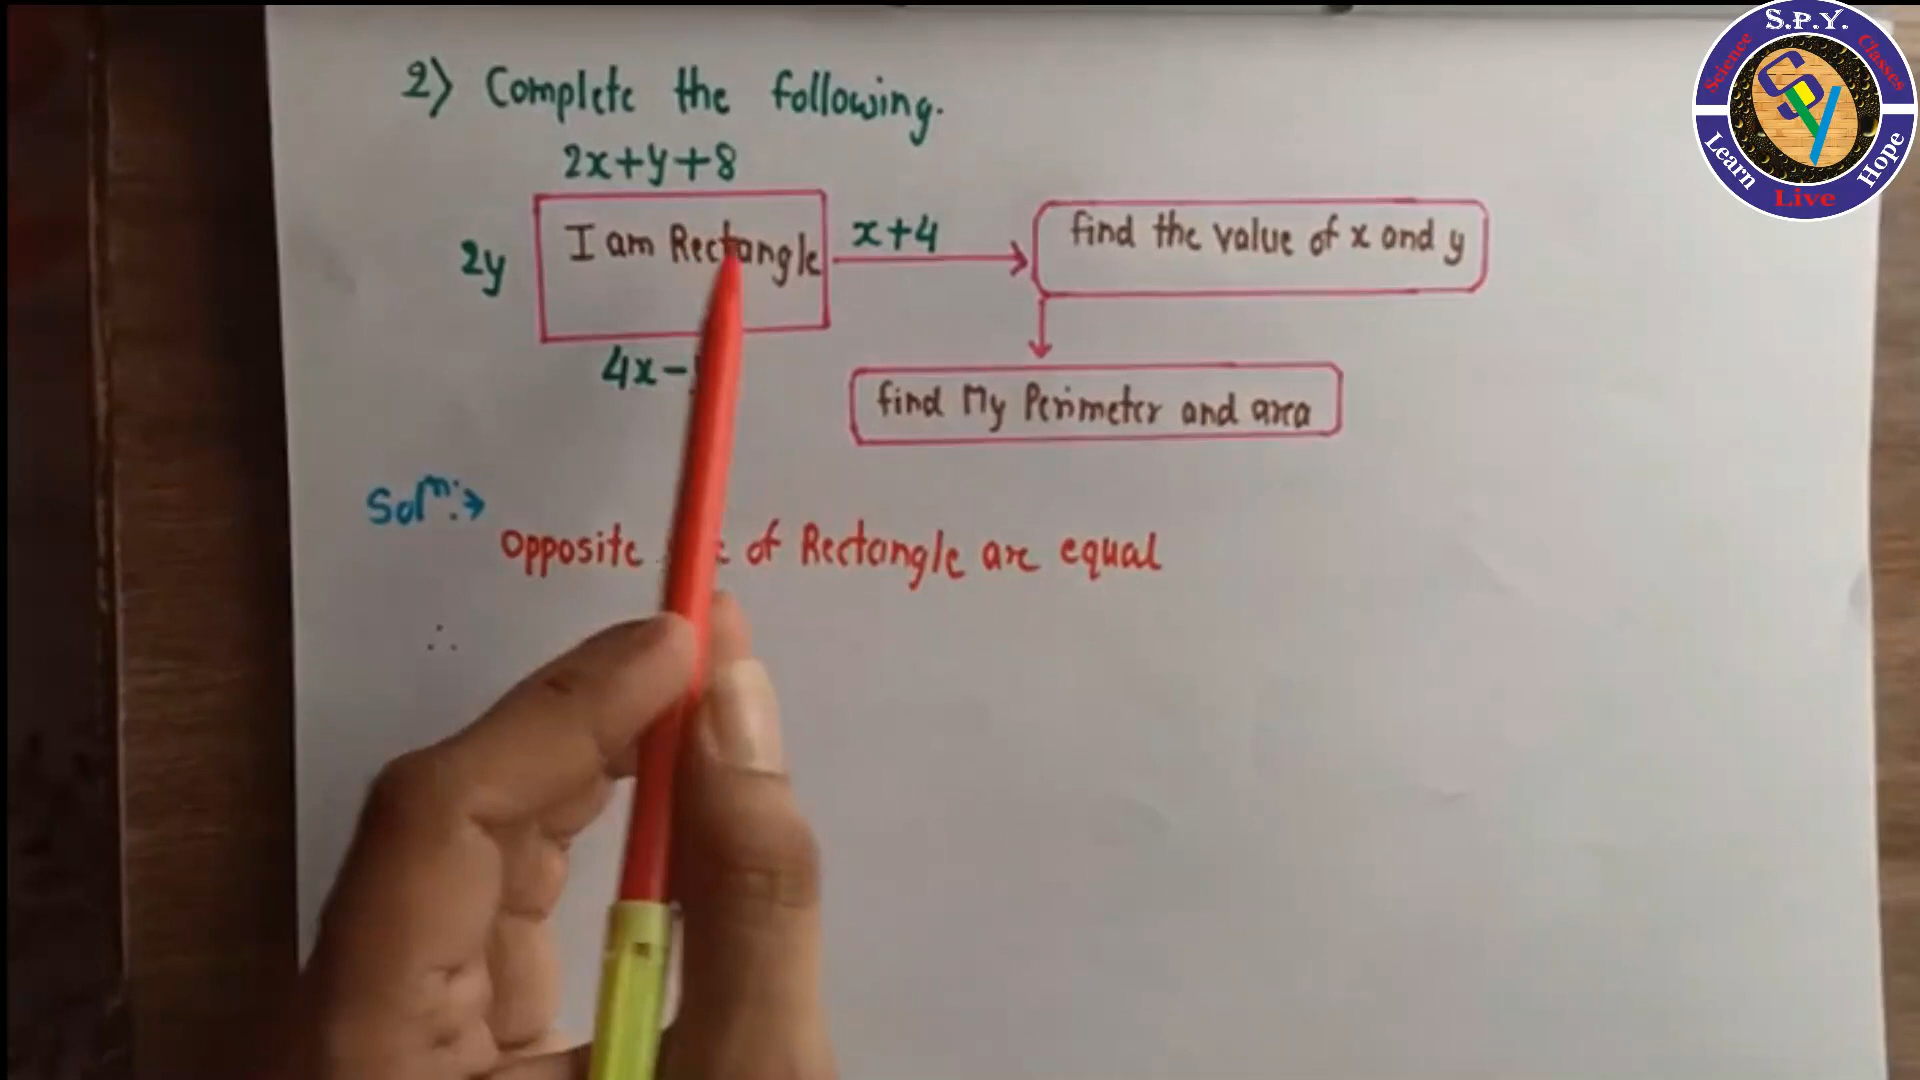 2) Complete the following.
2x+y+8
2y
I am Rectangle
x+4
find the value of x and y
4x-
find My Perimeter and area
Solⁿ:→
Opposite of Rectangle are equal
∴
S.P.Y.
Science
Classes
SPY
Learn
Live
Hope